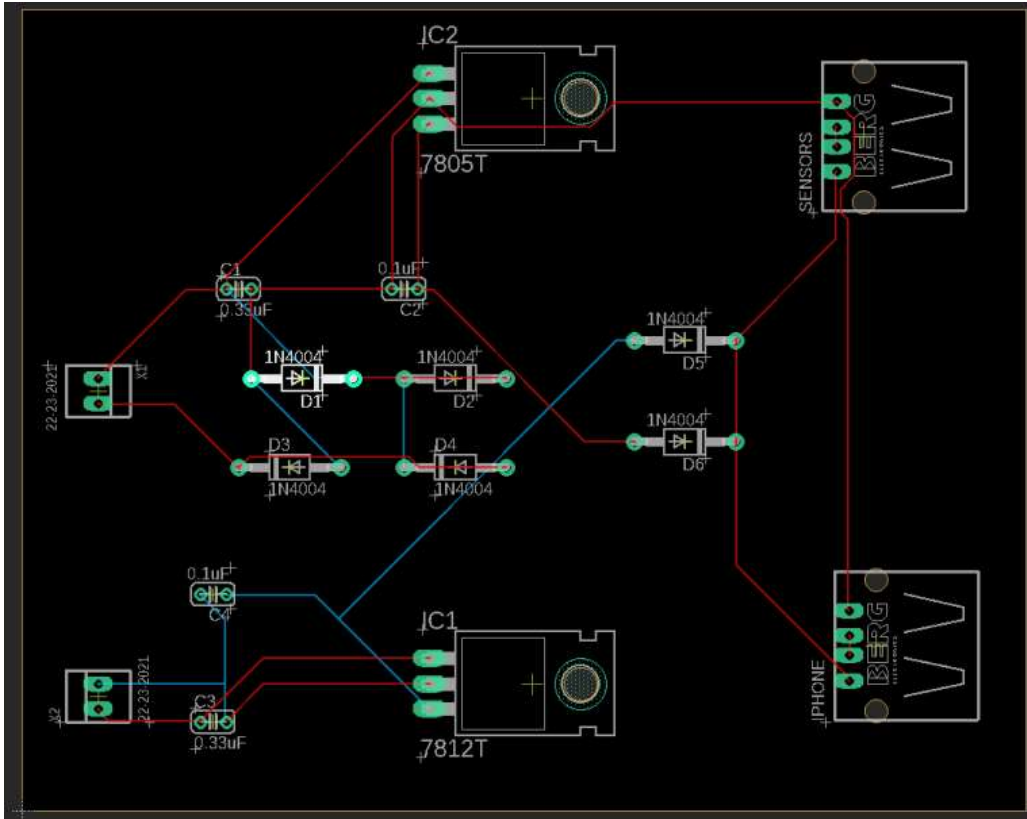 IC2
7805T
SENSORS
BERG
ELECTRONICS
C1
0.33uF
0.1uF
C2
1N4004
D1
1N4004
D2
1N4004
D5
X1
22-23-2021
D3
1N4004
D4
1N4004
1N4004
D6
0.1uF
C4
IC1
7812T
X2
22-23-2021
C3
0.33uF
IPHONE
BERG
ELECTRONICS